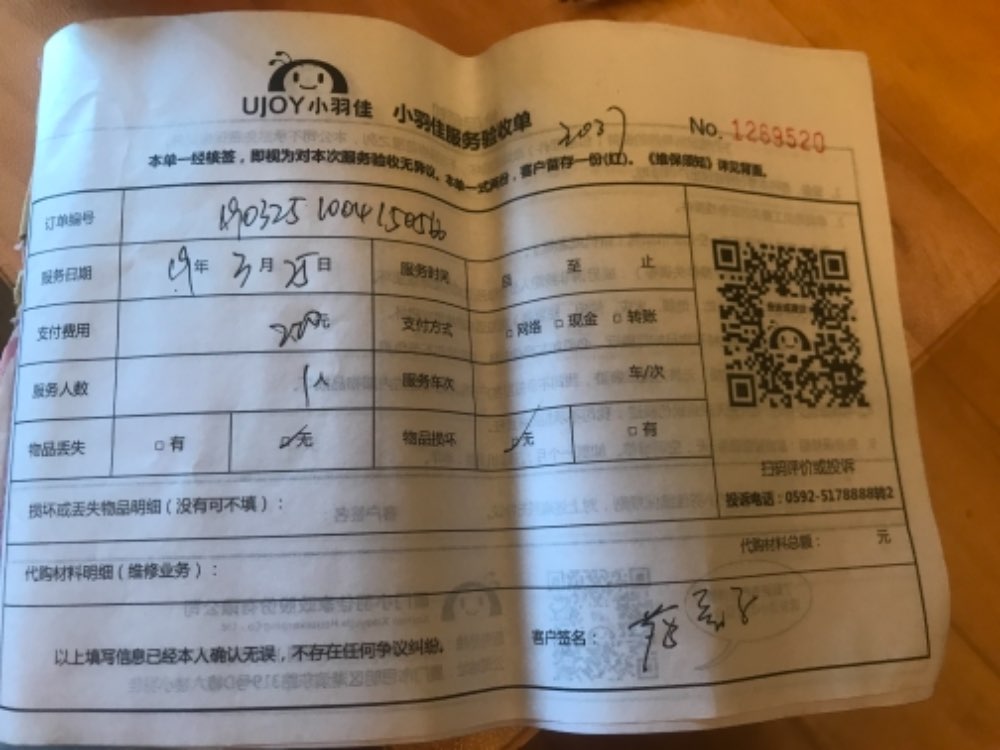 UJOY小羽佳 小羽佳服务验收单
2037
No. 1269520
本单一经核签，即视为对本次服务验收无异议。本单一式两份，客户留存一份(红)。《维保须知》详见背面。
订单编号
服务日期 19年 3月 25日 服务时间 自 至 止
支付费用 200元 支付方式 □网络 □现金 □转账
服务人数 1人 服务车次 车/次
物品丢失 □有 ☑无 物品损坏 ☑无 □有
扫码评价或投诉
投诉电话：0592-5178888转2
损坏或丢失物品明细（没有可不填）：
代购材料总额： 元
代购材料明细（维修业务）：
客户签名：
以上填写信息已经本人确认无误，不存在任何争议纠纷。